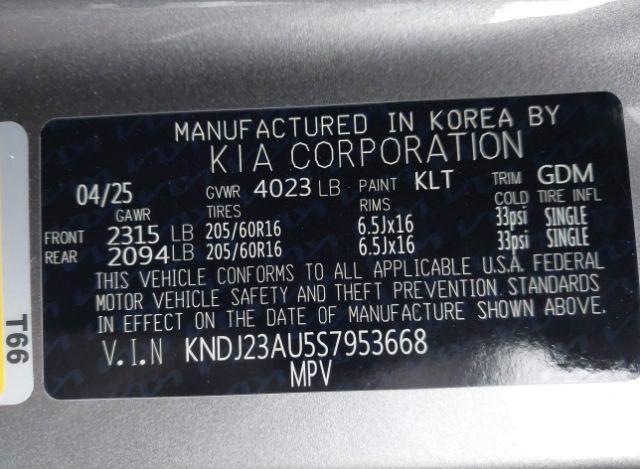 MANUFACTURED IN KOREA BY
KIA CORPORATION
04/25 GVWR 4023 LB PAINT KLT TRIM GDM
GAWR TIRES RIMS COLD TIRE INFL
FRONT 2315 LB 205/60R16 6.5Jx16 33psi SINGLE
REAR 2094 LB 205/60R16 6.5Jx16 33psi SINGLE
THIS VEHICLE CONFORMS TO ALL APPLICABLE U.S.A. FEDERAL
MOTOR VEHICLE SAFETY AND THEFT PREVENTION STANDARDS
IN EFFECT ON THE DATE OF MANUFACTURE SHOWN ABOVE.
V.I.N KNDJ23AU5S7953668
MPV
T66